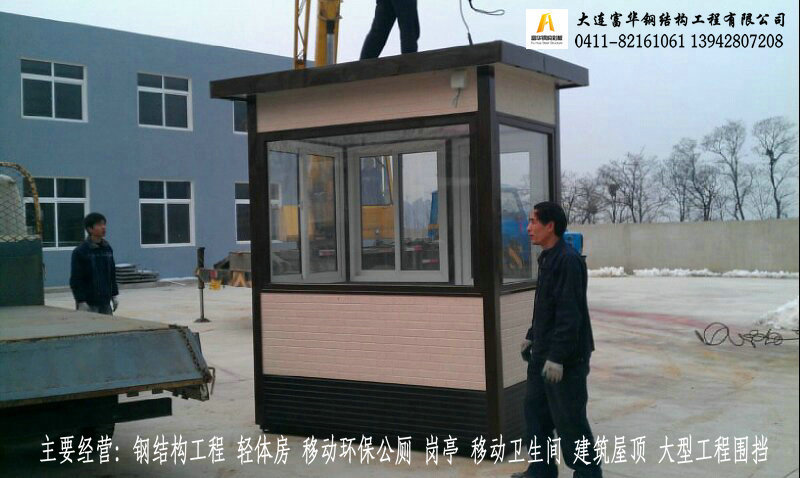 大连富华钢结构工程有限公司
0411-82161061 13942807208
主要经营：钢结构工程 轻体房 移动环保公厕 岗亭 移动卫生间 建筑屋顶 大型工程围挡